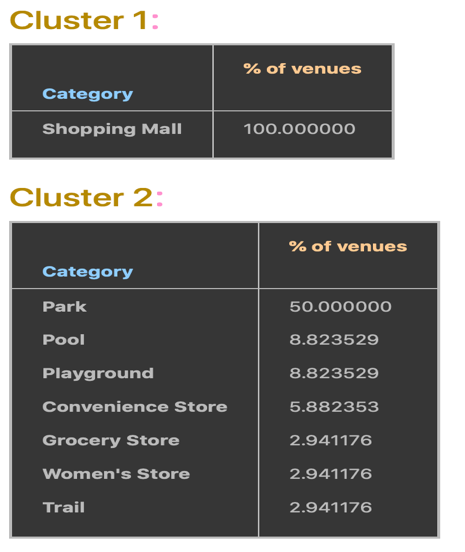 Cluster 1:
% of venues
Category
Shopping Mall 100.000000
Cluster 2:
% of venues
Category
Park 50.000000
Pool 8.823529
Playground 8.823529
Convenience Store 5.882353
Grocery Store 2.941176
Women's Store 2.941176
Trail 2.941176